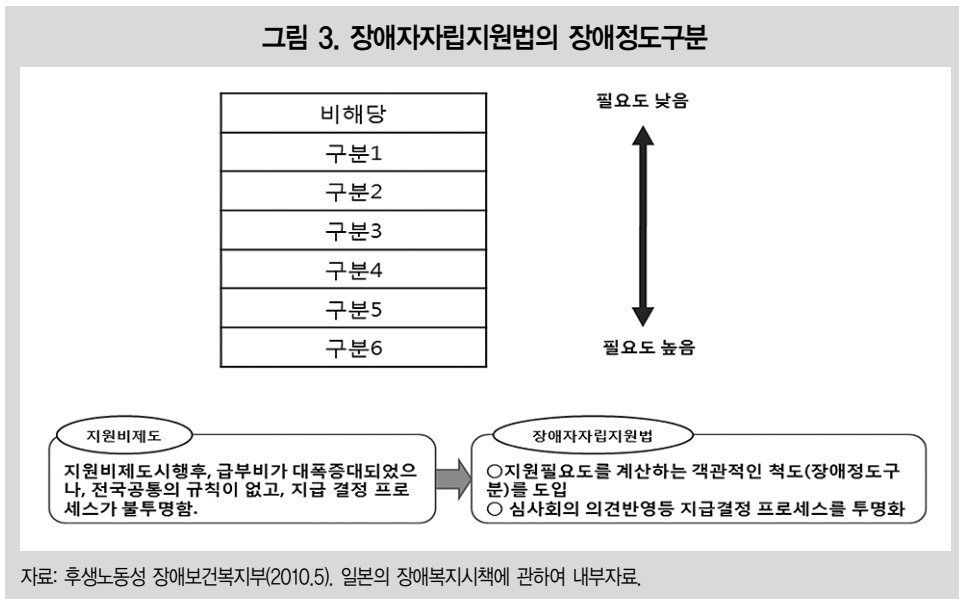 그림 3. 장애자자립지원법의 장애정도구분
비해당
구분1
구분2
구분3
구분4
구분5
구분6
필요도 낮음
필요도 높음
지원비제도
지원비제도시행후, 급부비가 대폭증대되었으
나, 전국공통의 규칙이 없고, 지급 결정 프로
세스가 불투명함.
장애자자립지원법
○지원필요도를 계산하는 객관적인 척도(장애정도구
분)를 도입
○ 심사회의 의견반영등 지급결정 프로세스를 투명화
자료: 후생노동성 장애보건복지부(2010.5). 일본의 장애복지시책에 관하여 내부자료.